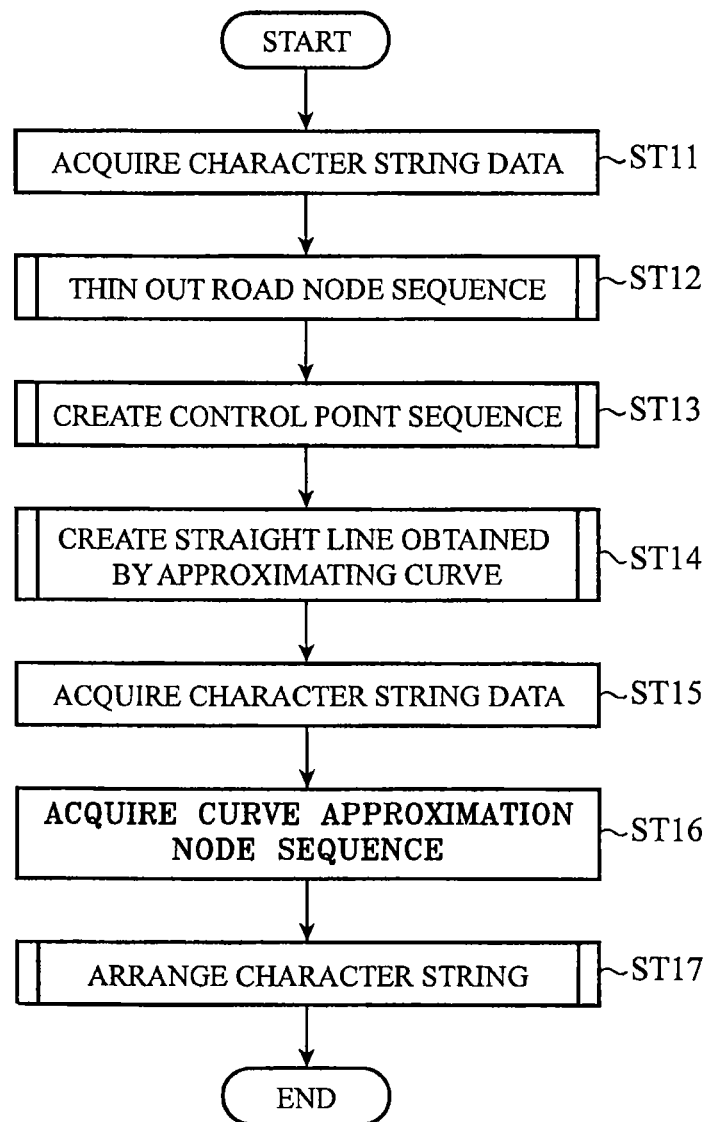 START
ACQUIRE CHARACTER STRING DATA
ST11
THIN OUT ROAD NODE SEQUENCE
ST12
CREATE CONTROL POINT SEQUENCE
ST13
CREATE STRAIGHT LINE OBTAINED
BY APPROXIMATING CURVE
ST14
ACQUIRE CHARACTER STRING DATA
ST15
ACQUIRE CURVE APPROXIMATION
NODE SEQUENCE
ST16
ARRANGE CHARACTER STRING
ST17
END